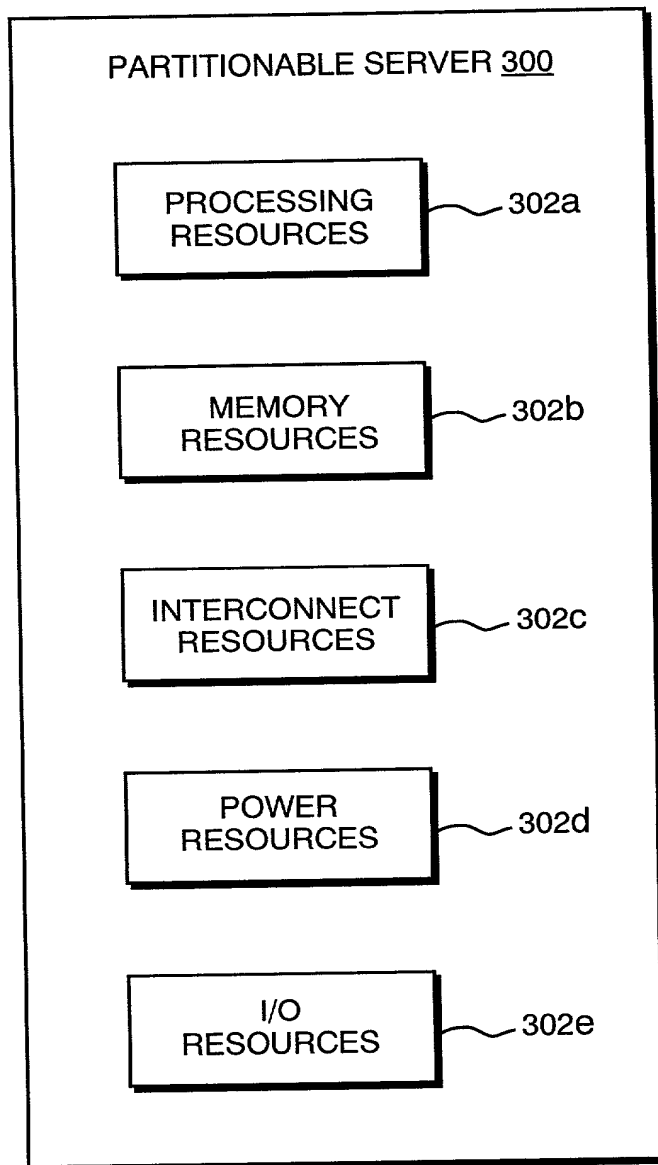 PARTITIONABLE SERVER 300
PROCESSING
RESOURCES
302a
MEMORY
RESOURCES
302b
INTERCONNECT
RESOURCES
302c
POWER
RESOURCES
302d
I/O
RESOURCES
302e